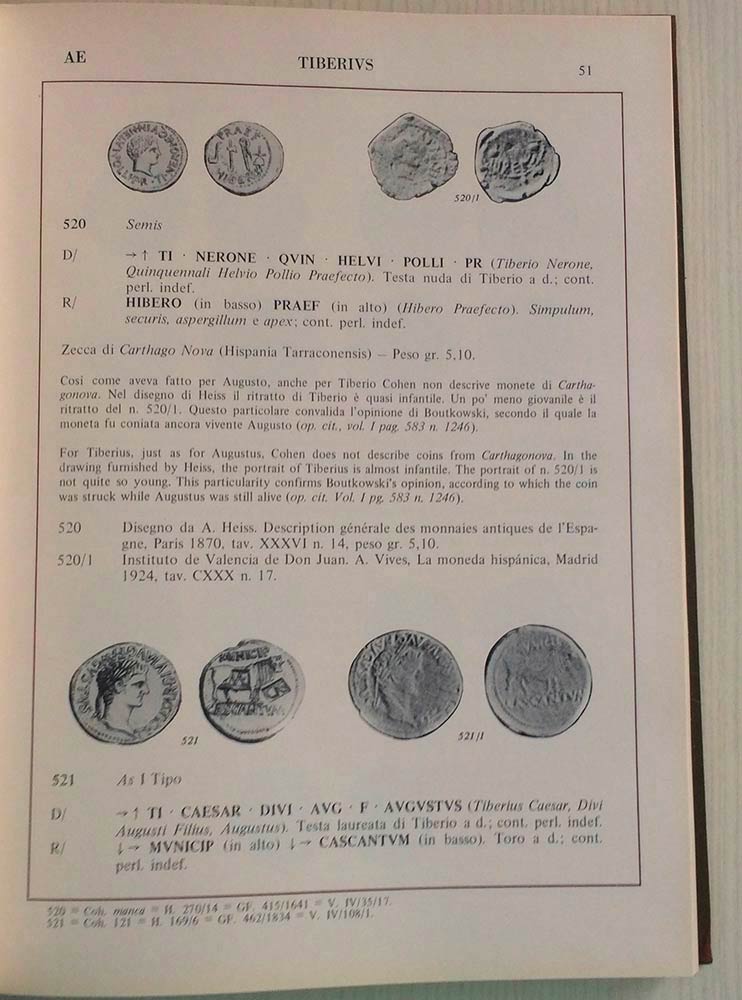 AE
TIBERIVS
51
520/1
520 Semis
D/ →↑ TI · NERONE · QVIN · HELVI · POLLI · PR (Tiberio Nerone,
Quinquennali Helvio Pollio Praefecto). Testa nuda di Tiberio a d.; cont.
perl. indef.
R/ HIBERO (in basso) PRAEF (in alto) (Hibero Praefecto). Simpulum,
securis, aspergillum e apex; cont. perl. indef.
Zecca di Carthago Nova (Hispania Tarraconensis) – Peso gr. 5,10.
Così come aveva fatto per Augusto, anche per Tiberio Cohen non descrive monete di Cartha-
gonova. Nel disegno di Heiss il ritratto di Tiberio è quasi infantile. Un po' meno giovanile è il
ritratto del n. 520/1. Questo particolare convalida l'opinione di Boutkowski, secondo il quale la
moneta fu coniata ancora vivente Augusto (op. cit., vol. I pag. 583 n. 1246).
For Tiberius, just as for Augustus, Cohen does not describe coins from Carthagonova. In the
drawing furnished by Heiss, the portrait of Tiberius is almost infantile. The portrait of n. 520/1 is
not quite so young. This particularity confirms Boutkowski's opinion, according to which the coin
was struck while Augustus was still alive (op. cit. Vol. I pg. 583 n. 1246).
520 Disegno da A. Heiss. Description générale des monnaies antiques de l'Espa-
gne, Paris 1870, tav. XXXVI n. 14, peso gr. 5,10.
520/1 Instituto de Valencia de Don Juan. A. Vives, La moneda hispánica, Madrid
1924, tav. CXXX n. 17.
521
521/1
521 As I Tipo
D/ →↑ TI · CAESAR · DIVI · AVG · F · AVGVSTVS (Tiberius Caesar, Divi
Augusti Filius, Augustus). Testa laureata di Tiberio a d.; cont. perl. indef.
R/ ↓→ MVNICIP (in alto) ↓→ CASCANTVM (in basso). Toro a d.; cont.
perl. indef.
520 = Coh. manca = H. 270/14 = GF. 415/1641 = V. IV/35/17.
521 = Coh. 121 = H. 169/6 = GF. 462/1834 = V. IV/108/1.